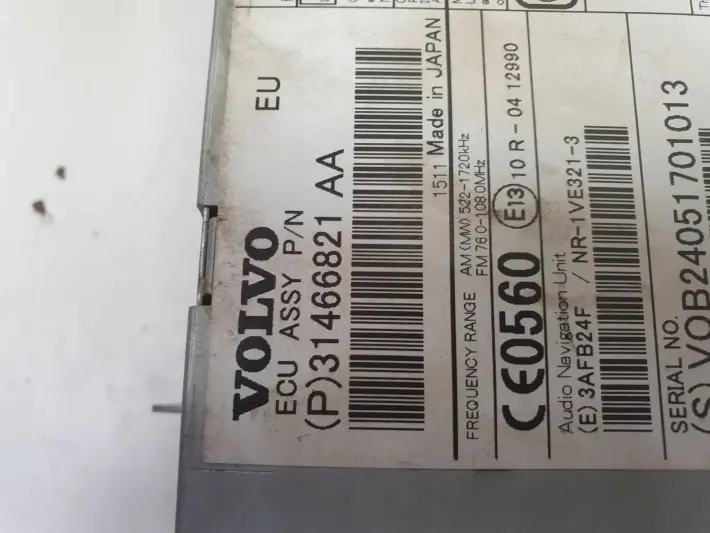 EU
VOLVO
ECU ASSY P/N
(P)31466821 AA
1511 Made in JAPAN
FREQUENCY RANGE AM(MW) 522-1720kHz
FM 76.0-108.0MHz
CE0560 E13 10 R-04 12990
Audio Navigation Unit
(E) 3AFB24F / NR-1VE321-3
SERIAL NO.
(S) VOB24051701013